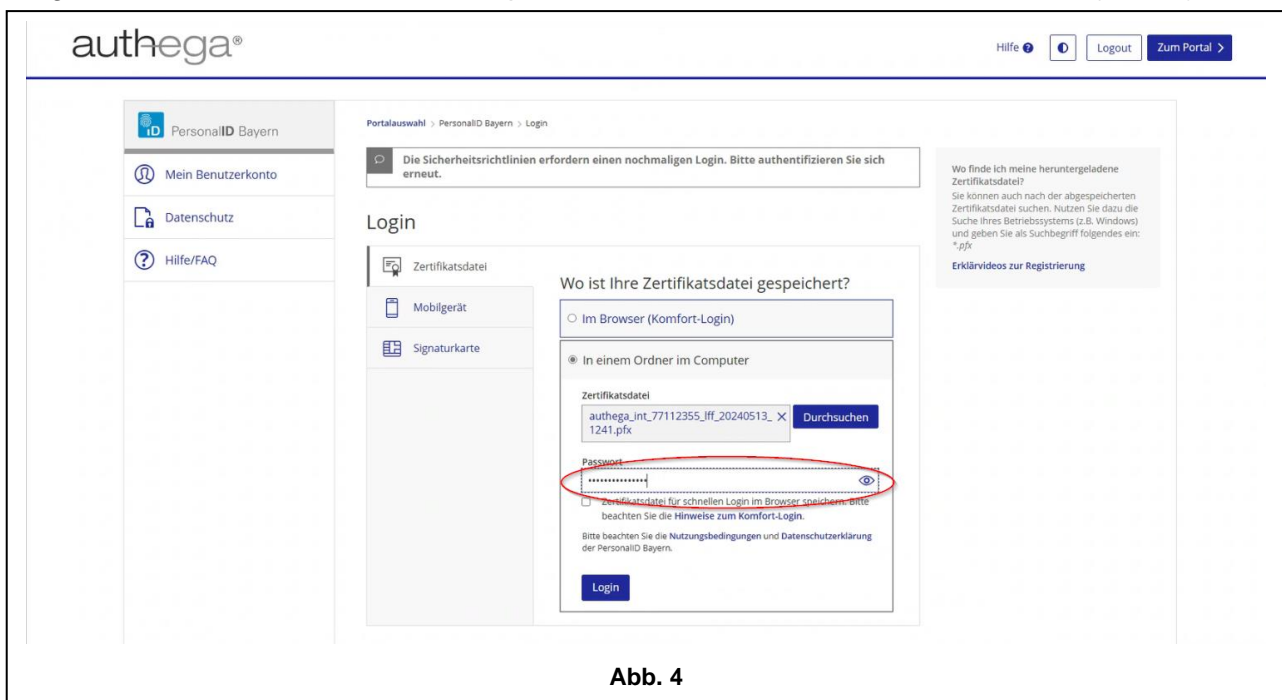 authega®
Hilfe ?
Logout
Zum Portal >
iD PersonalID Bayern
Mein Benutzerkonto
Datenschutz
? Hilfe/FAQ
Portalauswahl > PersonalID Bayern > Login
Die Sicherheitsrichtlinien erfordern einen nochmaligen Login. Bitte authentifizieren Sie sich
erneut.
Login
Zertifikatsdatei
Mobilgerät
Signaturkarte
Wo ist Ihre Zertifikatsdatei gespeichert?
Im Browser (Komfort-Login)
In einem Ordner im Computer
Zertifikatsdatei
authega_int_77112355_lff_20240513_
1241.pfx
Durchsuchen
Passwort
•••••••••••••••
Zertifikatsdatei für schnellen Login im Browser speichern. Bitte
beachten Sie die Hinweise zum Komfort-Login.
Bitte beachten Sie die Nutzungsbedingungen und Datenschutzerklärung
der PersonalID Bayern.
Login
Wo finde ich meine heruntergeladene
Zertifikatsdatei?
Sie können auch nach der abgespeicherten
Zertifikatsdatei suchen. Nutzen Sie dazu die
Suche Ihres Betriebssystems (z.B. Windows)
und geben Sie als Suchbegriff folgendes ein:
*.pfx
Erklärvideos zur Registrierung
Abb. 4